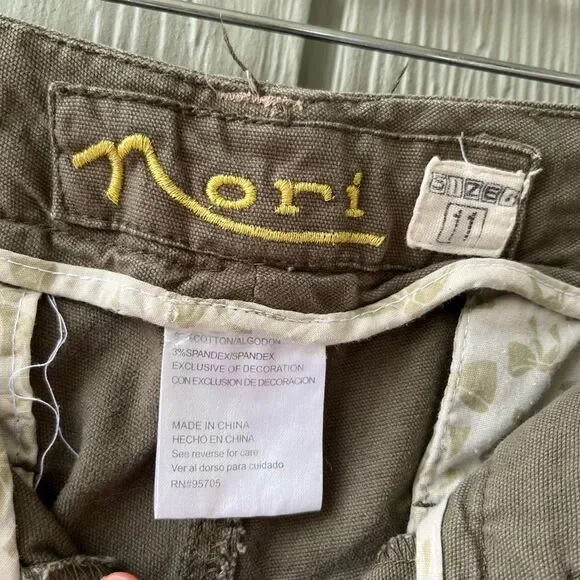 nori
SIZE
11
COTTON/ALGODON
3%SPANDEX/SPANDEX
EXCLUSIVE OF DECORATION
CON EXCLUSION DE DECORACION
MADE IN CHINA
HECHO EN CHINA
See reverse for care
Ver al dorso para cuidado
RN#95705